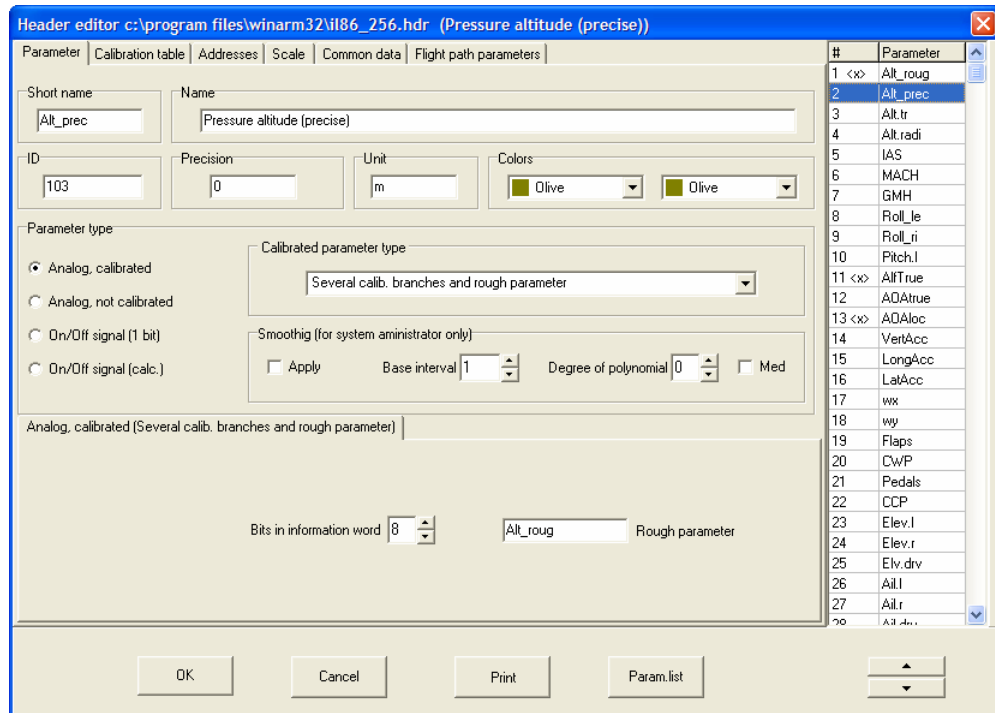 Header editor c:\program files\winarm32\il86_256.hdr (Pressure altitude (precise))
Parameter Calibration table Addresses Scale Common data Flight path parameters
Short name Name
Alt_prec Pressure altitude (precise)
ID Precision Unit Colors
103 0 m Olive Olive
Parameter type
Calibrated parameter type
Analog, calibrated
Several calib. branches and rough parameter
Analog, not calibrated
On/Off signal (1 bit)
Smoothig (for system aministrator only)
On/Off signal (calc.)
Apply Base interval 1 Degree of polynomial 0 Med
Analog, calibrated (Several calib. branches and rough parameter)
Bits in information word 8 Alt_roug Rough parameter
# Parameter
1 <x> Alt_roug
2 Alt_prec
3 Alt.tr
4 Alt.radi
5 IAS
6 MACH
7 GMH
8 Roll_le
9 Roll_ri
10 Pitch.l
11 <x> AlfTrue
12 AOAtrue
13 <x> AOAloc
14 VertAcc
15 LongAcc
16 LatAcc
17 wx
18 wy
19 Flaps
20 CWP
21 Pedals
22 CCP
23 Elev.l
24 Elev.r
25 Elv.drv
26 Ail.l
27 Ail.r
28 Ail.drv
OK Cancel Print Param.list